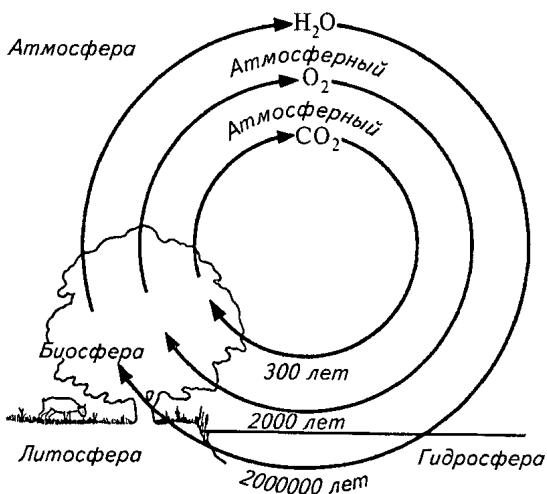 H₂O
Атмосфера
Атмосферный
O₂
Атмосферный
CO₂
Биосфера
300 лет
2000 лет
Литосфера
Гидросфера
2000000 лет